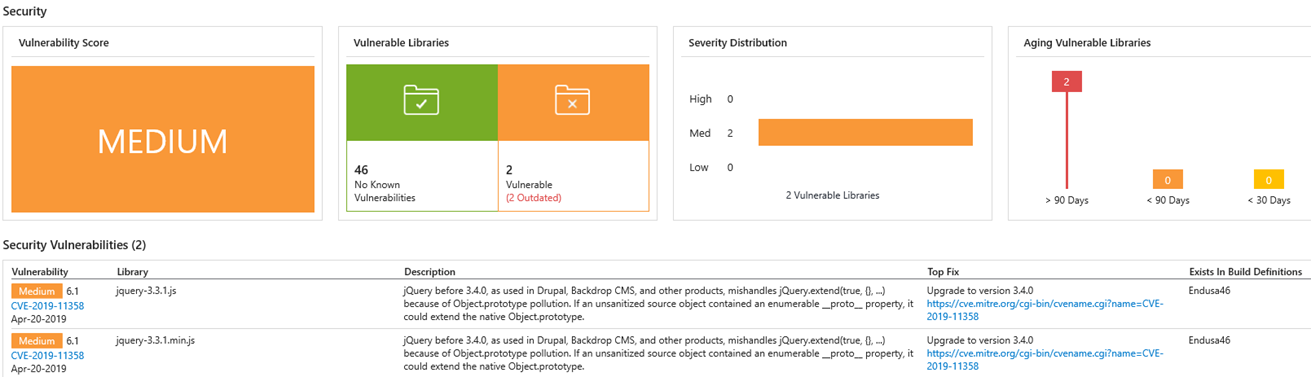 Security
Vulnerability Score
MEDIUM
Vulnerable Libraries
46
No Known
Vulnerabilities
2
Vulnerable
(2 Outdated)
Severity Distribution
High 0
Med 2
Low 0
2 Vulnerable Libraries
Aging Vulnerable Libraries
2
0
0
> 90 Days
< 90 Days
< 30 Days
Security Vulnerabilities (2)
Vulnerability Library Description Top Fix Exists In Build Definitions
Medium 6.1
CVE-2019-11358
Apr-20-2019
jquery-3.3.1.js
jQuery before 3.4.0, as used in Drupal, Backdrop CMS, and other products, mishandles jQuery.extend(true, {}, ...)
because of Object.prototype pollution. If an unsanitized source object contained an enumerable __proto__ property, it
could extend the native Object.prototype.
Upgrade to version 3.4.0
https://cve.mitre.org/cgi-bin/cvename.cgi?name=CVE-
2019-11358
Endusa46
Medium 6.1
CVE-2019-11358
Apr-20-2019
jquery-3.3.1.min.js
jQuery before 3.4.0, as used in Drupal, Backdrop CMS, and other products, mishandles jQuery.extend(true, {}, ...)
because of Object.prototype pollution. If an unsanitized source object contained an enumerable __proto__ property, it
could extend the native Object.prototype.
Upgrade to version 3.4.0
https://cve.mitre.org/cgi-bin/cvename.cgi?name=CVE-
2019-11358
Endusa46